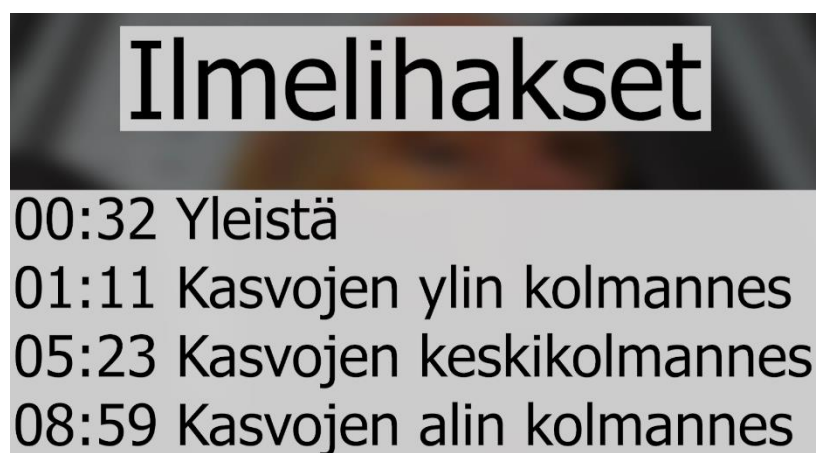 Ilmelihakset
00:32 Yleistä
01:11 Kasvojen ylin kolmannes
05:23 Kasvojen keskikolmannes
08:59 Kasvojen alin kolmannes